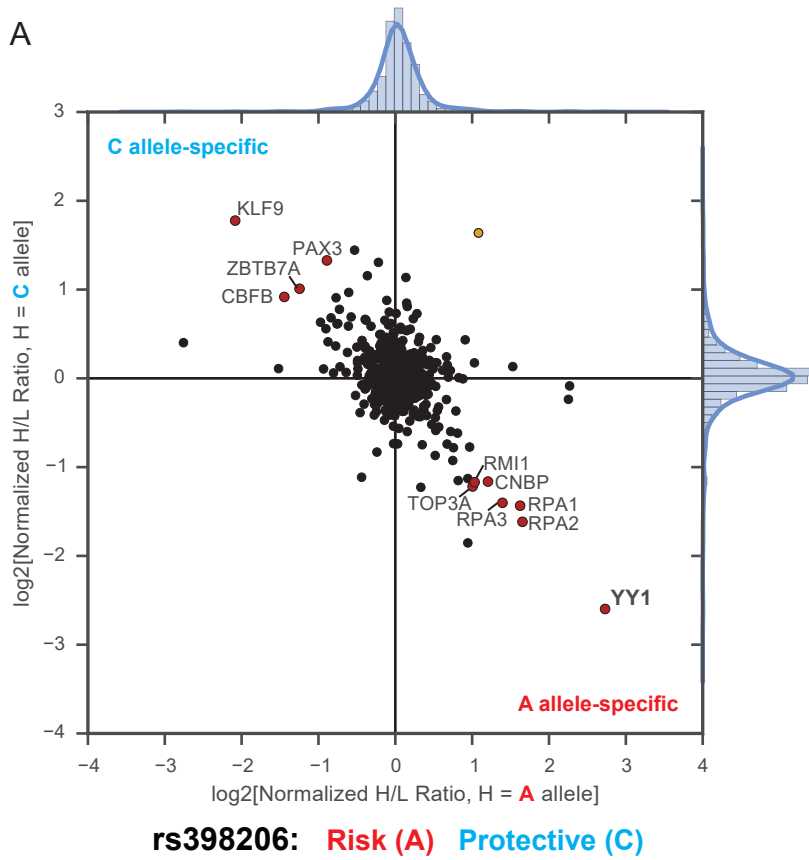 A
C allele-specific
KLF9
PAX3
ZBTB7A
CBFB
RMI1
CNBP
TOP3A
RPA1
RPA3
RPA2
YY1
A allele-specific
3
2
1
0
−1
−2
−3
−4
log2[Normalized H/L Ratio, H = C allele]
−4 −3 −2 −1 0 1 2 3 4
log2[Normalized H/L Ratio, H = A allele]
rs398206: Risk (A) Protective (C)